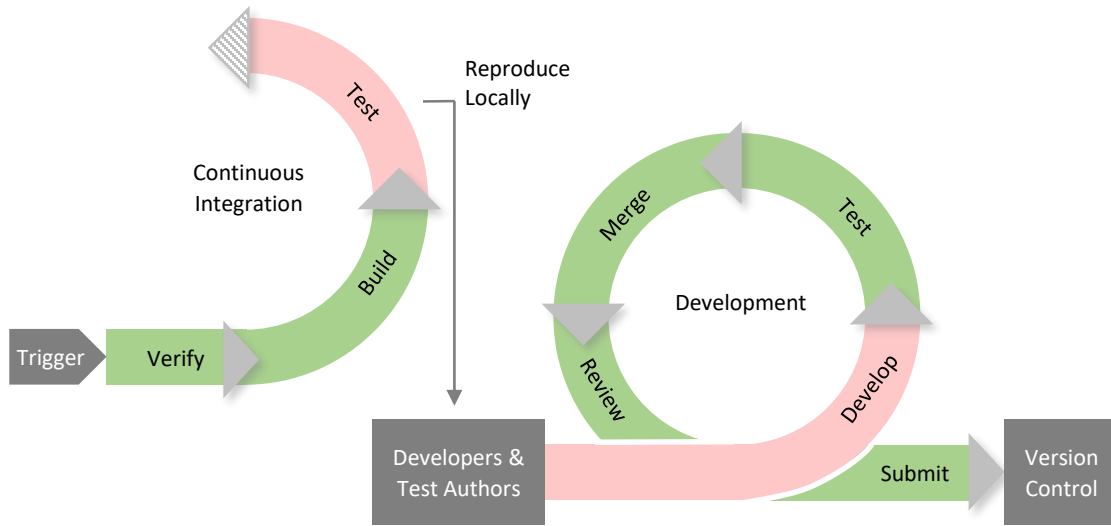 Reproduce
Locally
Test
Continuous
Integration
Build
Trigger
Verify
Merge
Test
Development
Review
Develop
Developers &
Test Authors
Submit
Version
Control